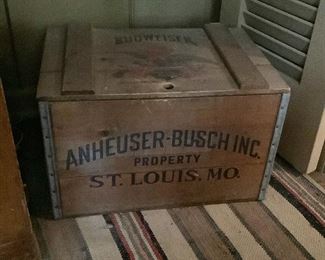 BUDWEISER
ANHEUSER-BUSCH INC.
PROPERTY
ST. LOUIS, MO.